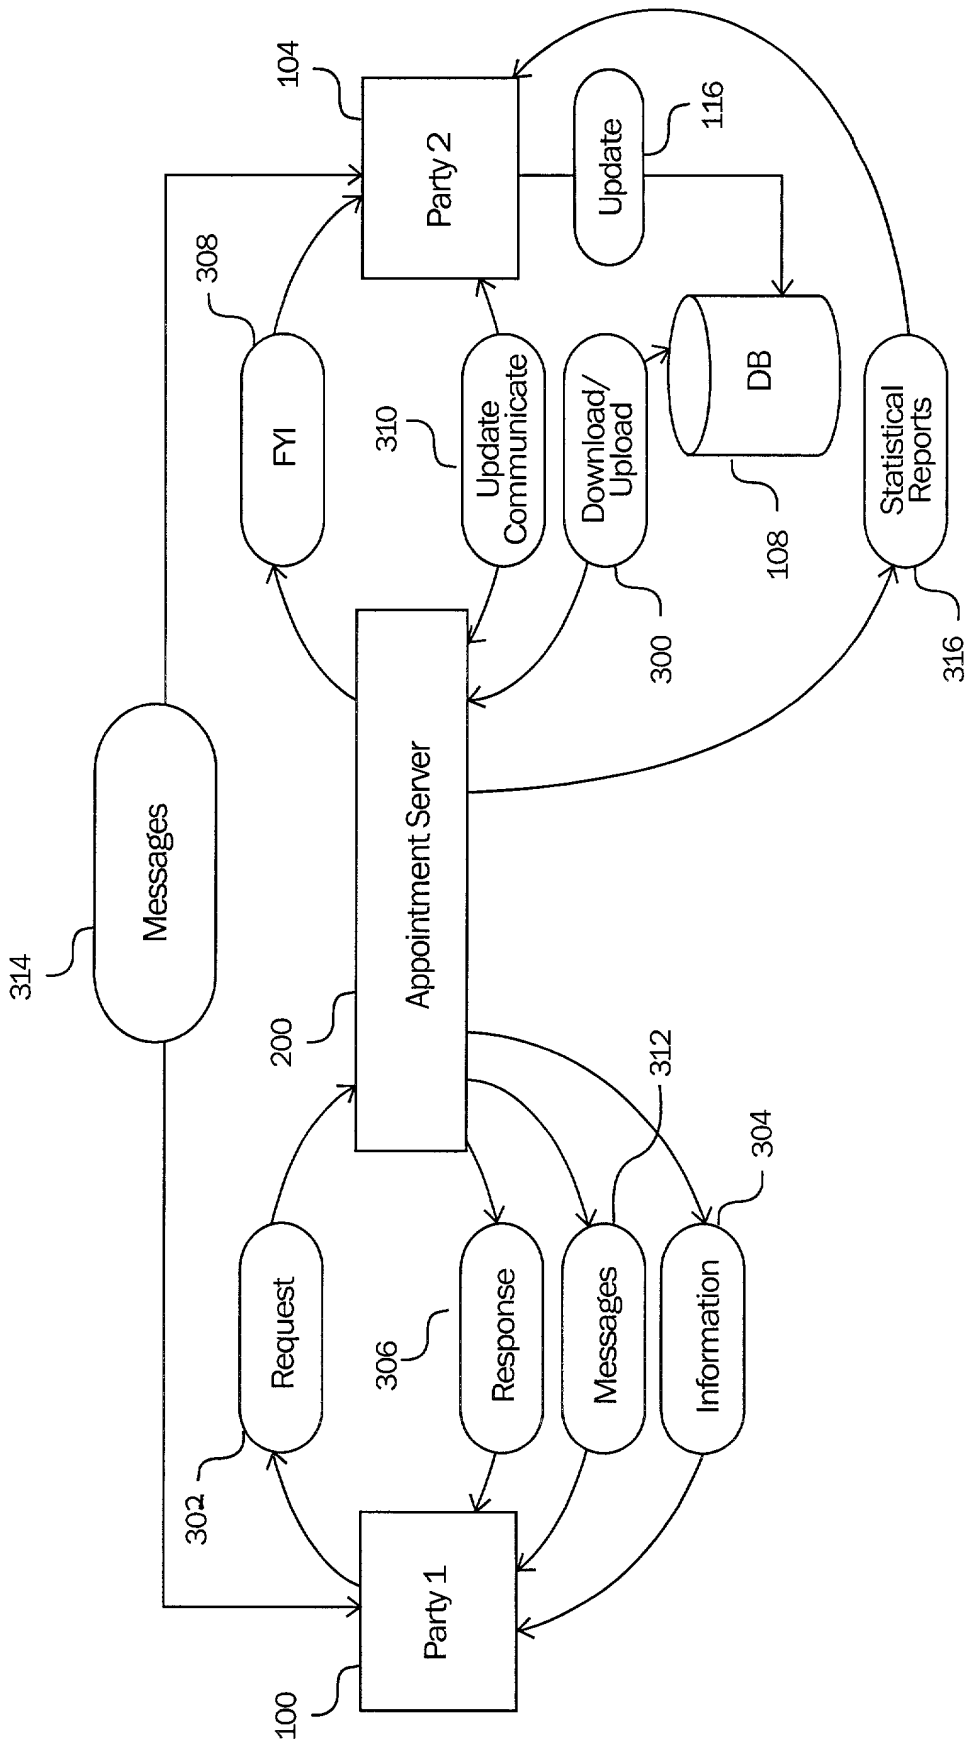 314
Messages
302
Request
200
308
FYI
104
100
Party 1
Appointment Server
Party 2
306
Response
310
Update
Communicate
Update
116
Messages
312
Download/
Upload
300
Information
304
108
DB
Statistical
Reports
316